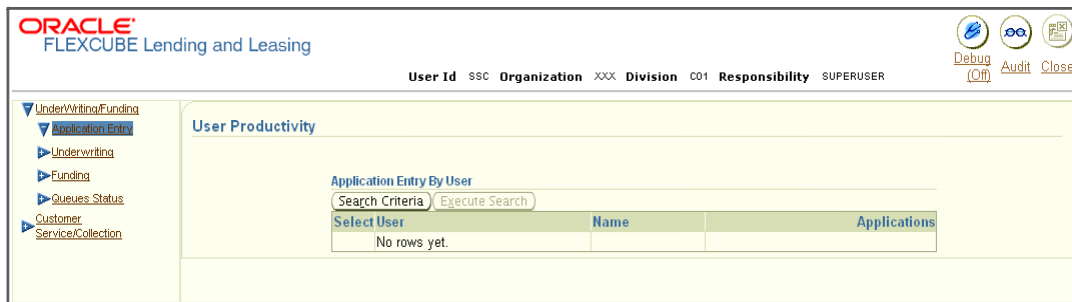 ORACLE®
FLEXCUBE Lending and Leasing
User Id SSC Organization XXX Division C01 Responsibility SUPERUSER
Debug (Off) Audit Close
UnderWriting/Funding
Application Entry
Underwriting
Funding
Queues Status
Customer
Service/Collection
User Productivity
Application Entry By User
Search Criteria Execute Search
Select User Name Applications
No rows yet.